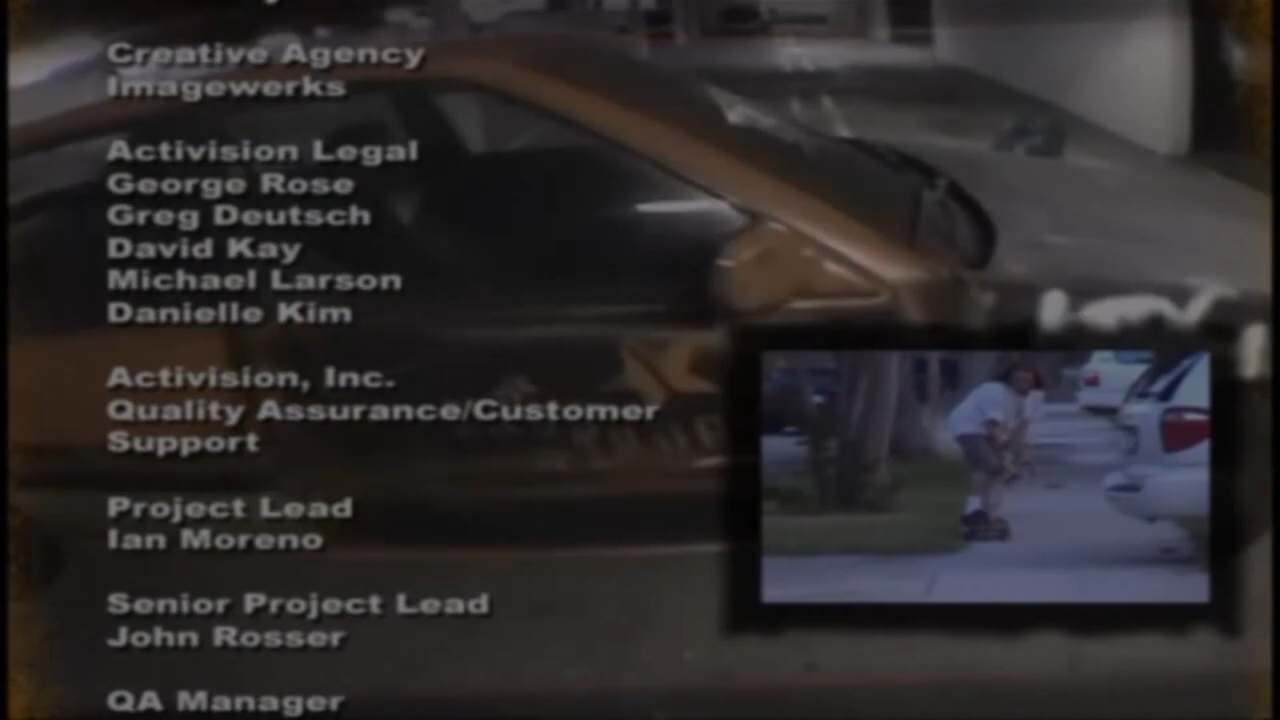 Creative Agency
Imagewerks
Activision Legal
George Rose
Greg Deutsch
David Kay
Michael Larson
Danielle Kim
Activision, Inc.
Quality Assurance/Customer
Support
Project Lead
Ian Moreno
Senior Project Lead
John Rosser
QA Manager